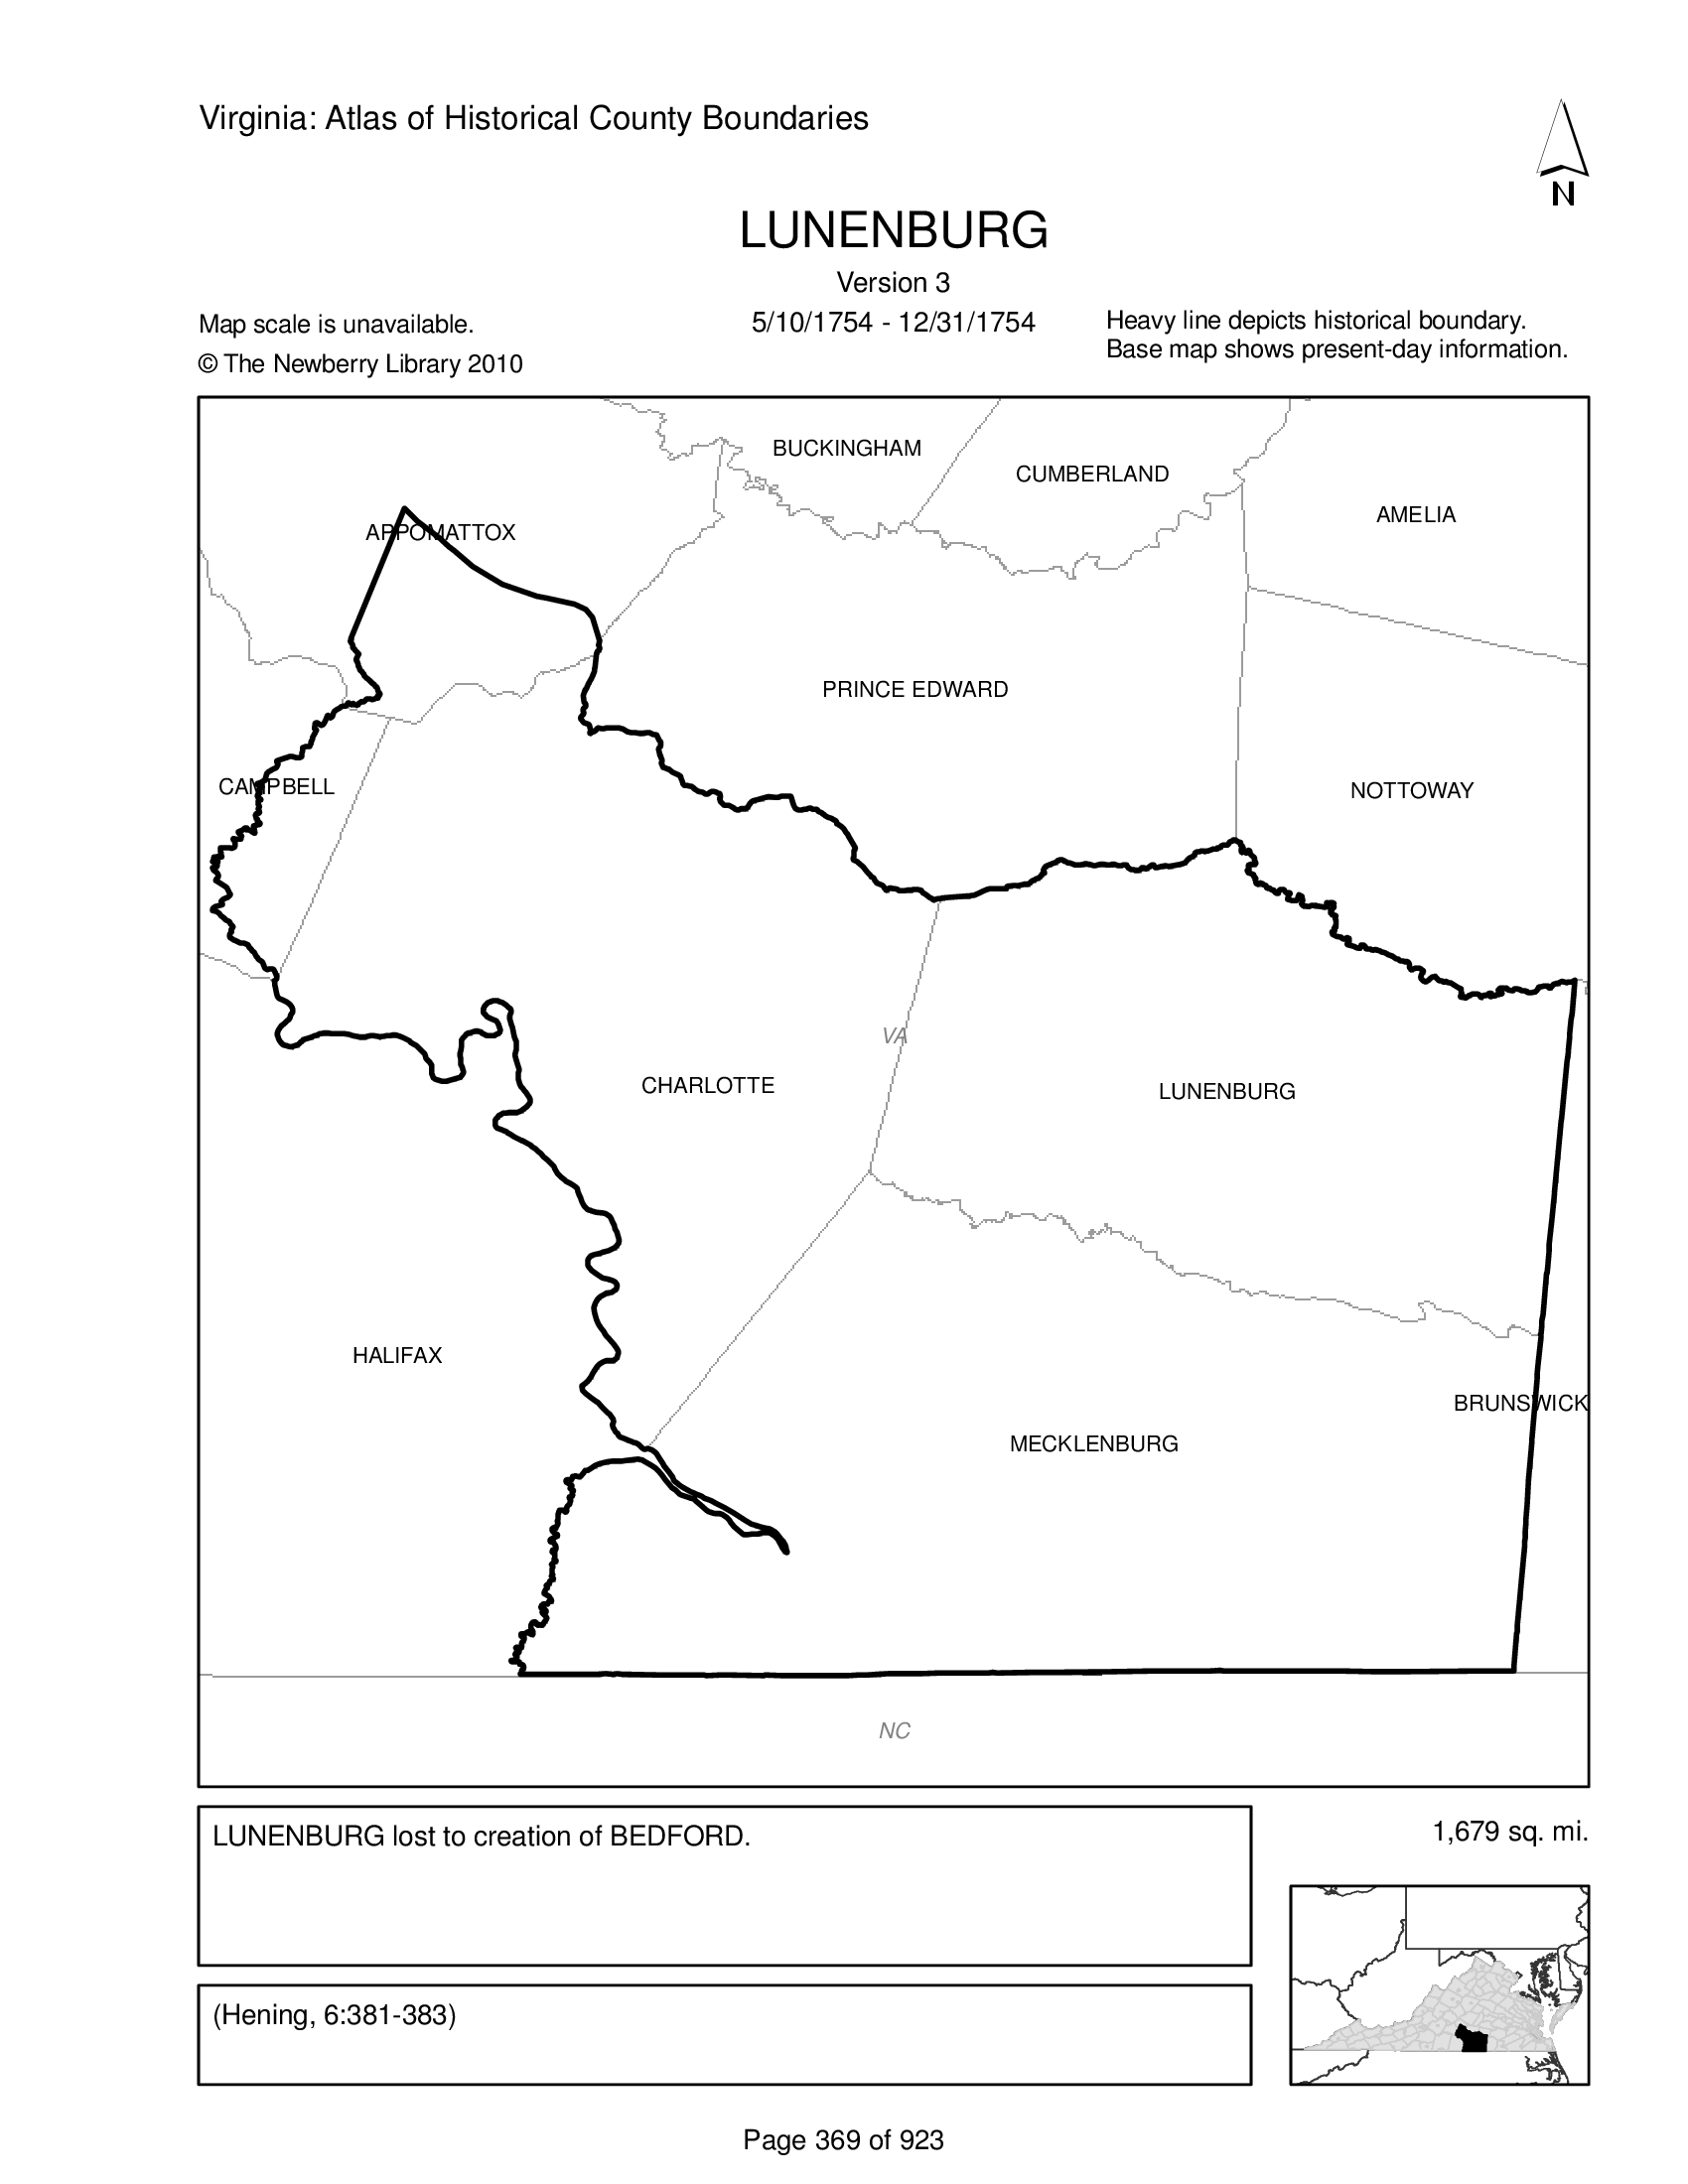 Virginia: Atlas of Historical County Boundaries
N
LUNENBURG
Version 3
5/10/1754 - 12/31/1754
Map scale is unavailable.
© The Newberry Library 2010
Heavy line depicts historical boundary.
Base map shows present-day information.
BUCKINGHAM
CUMBERLAND
AMELIA
APPOMATTOX
PRINCE EDWARD
CAMPBELL
NOTTOWAY
VA
CHARLOTTE
LUNENBURG
HALIFAX
BRUNSWICK
MECKLENBURG
NC
LUNENBURG lost to creation of BEDFORD.
1,679 sq. mi.
(Hening, 6:381-383)
Page 369 of 923